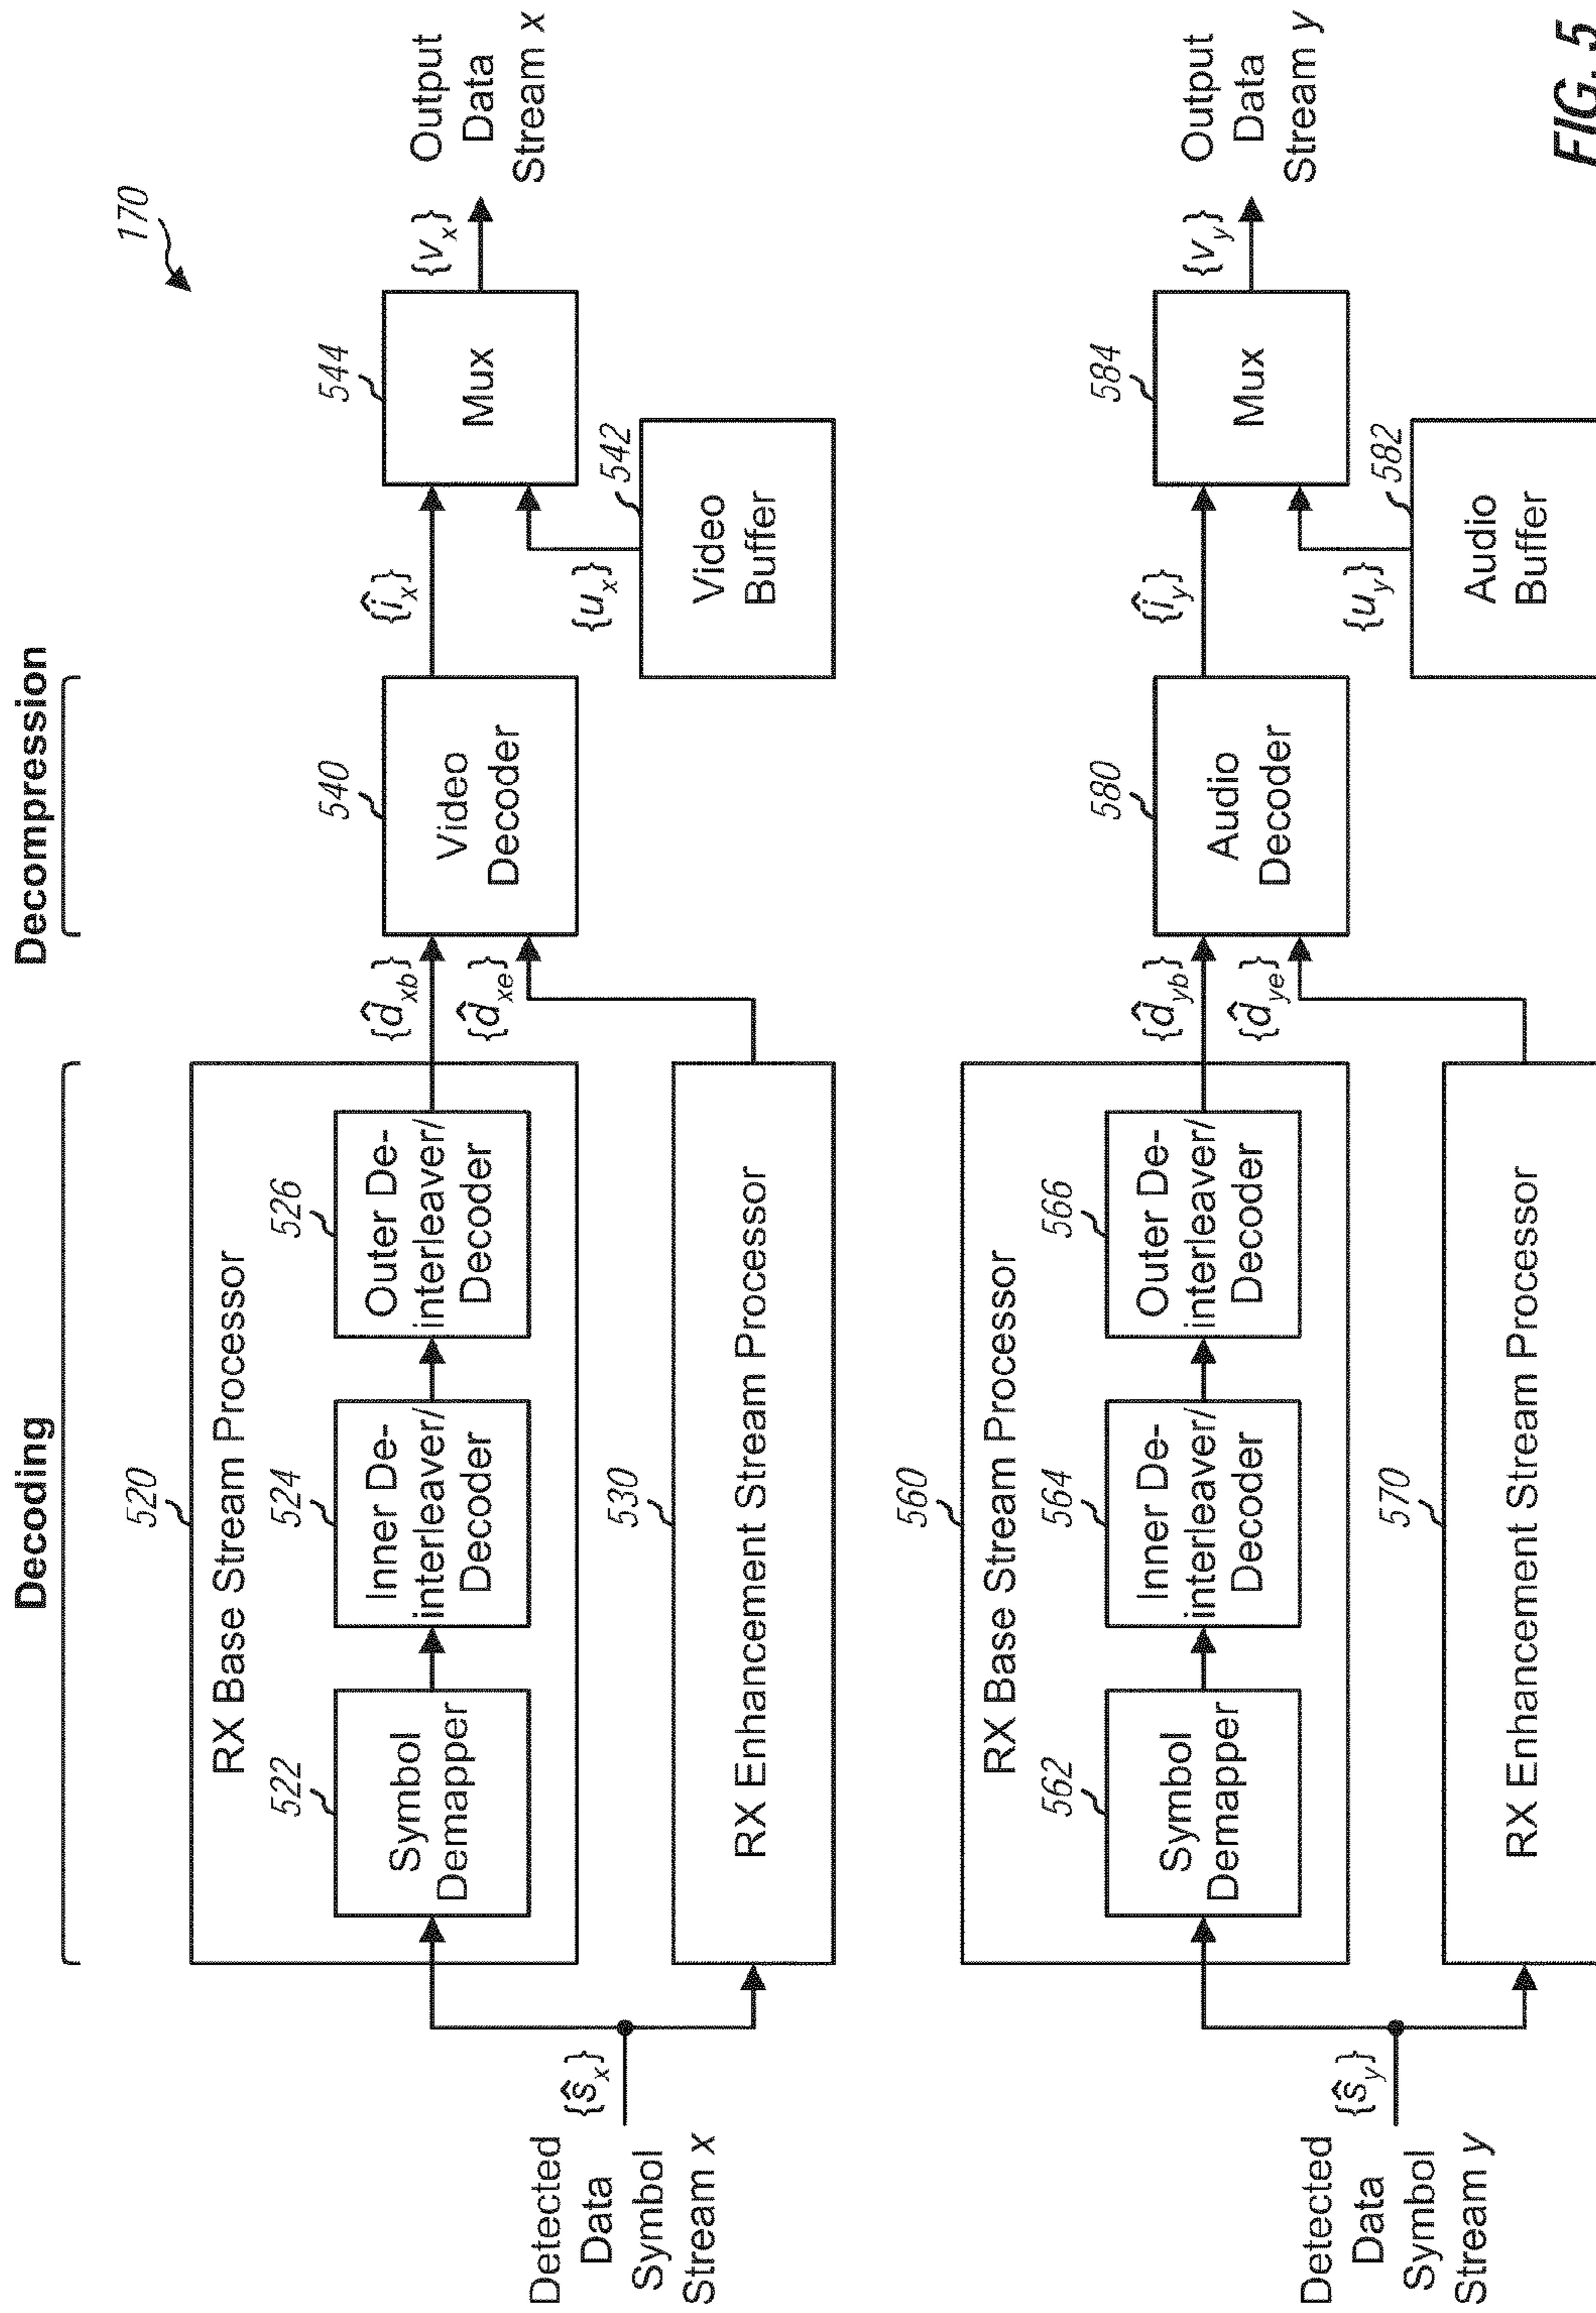 Decoding
Decompression
170
520
RX Base Stream Processor
522
Symbol
Demapper
524
Inner De-
interleaver/
Decoder
526
Outer De-
interleaver/
Decoder
{d̂xb}
{d̂xe}
540
Video
Decoder
{îx}
544
Mux
{vx}
Output
Data
Stream x
Detected
Data
Symbol
Stream x
{ŝx}
530
RX Enhancement Stream Processor
{ux}
542
Video
Buffer
560
RX Base Stream Processor
562
Symbol
Demapper
564
Inner De-
interleaver/
Decoder
566
Outer De-
interleaver/
Decoder
{d̂yb}
{d̂ye}
580
Audio
Decoder
{îy}
584
Mux
{vy}
Output
Data
Stream y
Detected
Data
Symbol
Stream y
{ŝy}
570
RX Enhancement Stream Processor
{uy}
582
Audio
Buffer
FIG. 5